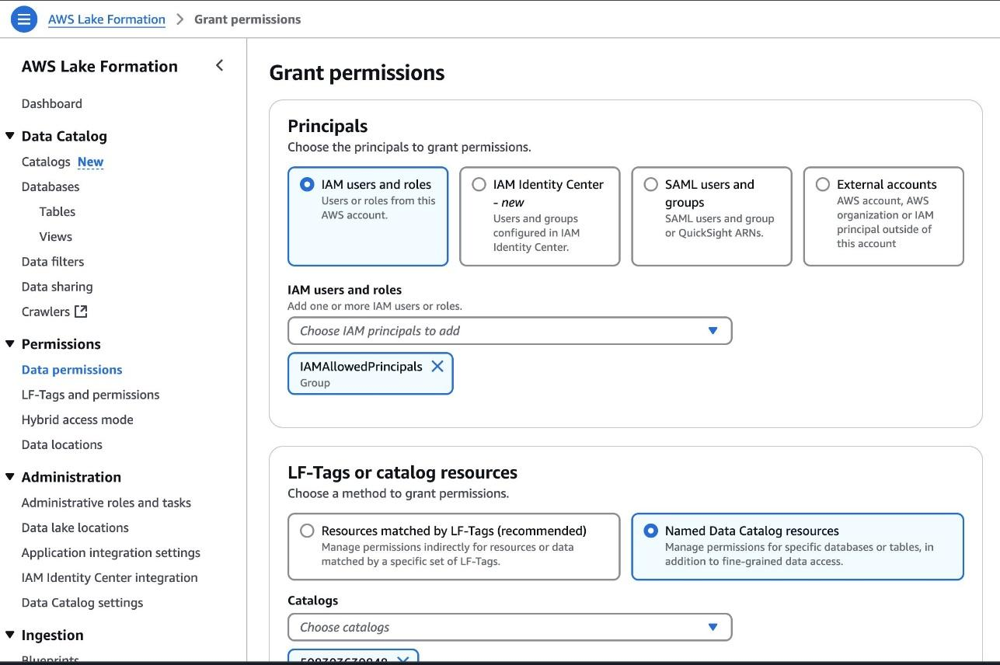 AWS Lake Formation > Grant permissions
AWS Lake Formation
Dashboard
Data Catalog
Catalogs New
Databases
Tables
Views
Data filters
Data sharing
Crawlers
Permissions
Data permissions
LF-Tags and permissions
Hybrid access mode
Data locations
Administration
Administrative roles and tasks
Data lake locations
Application integration settings
IAM Identity Center integration
Data Catalog settings
Ingestion
Blueprints
Grant permissions
Principals
Choose the principals to grant permissions.
IAM users and roles
Users or roles from this
AWS account.
IAM Identity Center
- new
Users and groups
configured in IAM
Identity Center.
SAML users and
groups
SAML users and group
or QuickSight ARNs.
External accounts
AWS account, AWS
organization or IAM
principal outside of
this account
IAM users and roles
Add one or more IAM users or roles.
Choose IAM principals to add
IAMAllowedPrincipals
Group
LF-Tags or catalog resources
Choose a method to grant permissions.
Resources matched by LF-Tags (recommended)
Manage permissions indirectly for resources or data
matched by a specific set of LF-Tags.
Named Data Catalog resources
Manage permissions for specific databases or tables, in
addition to fine-grained data access.
Catalogs
Choose catalogs